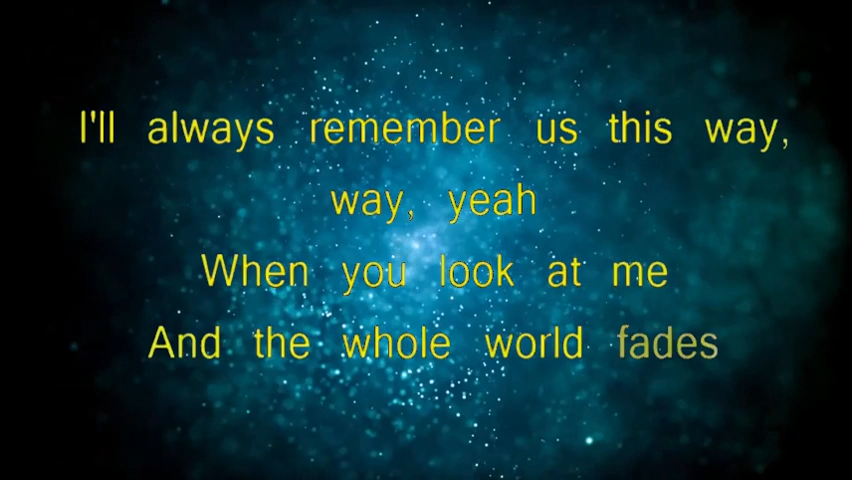 I'll always remember us this way,
way, yeah
When you look at me
And the whole world fades